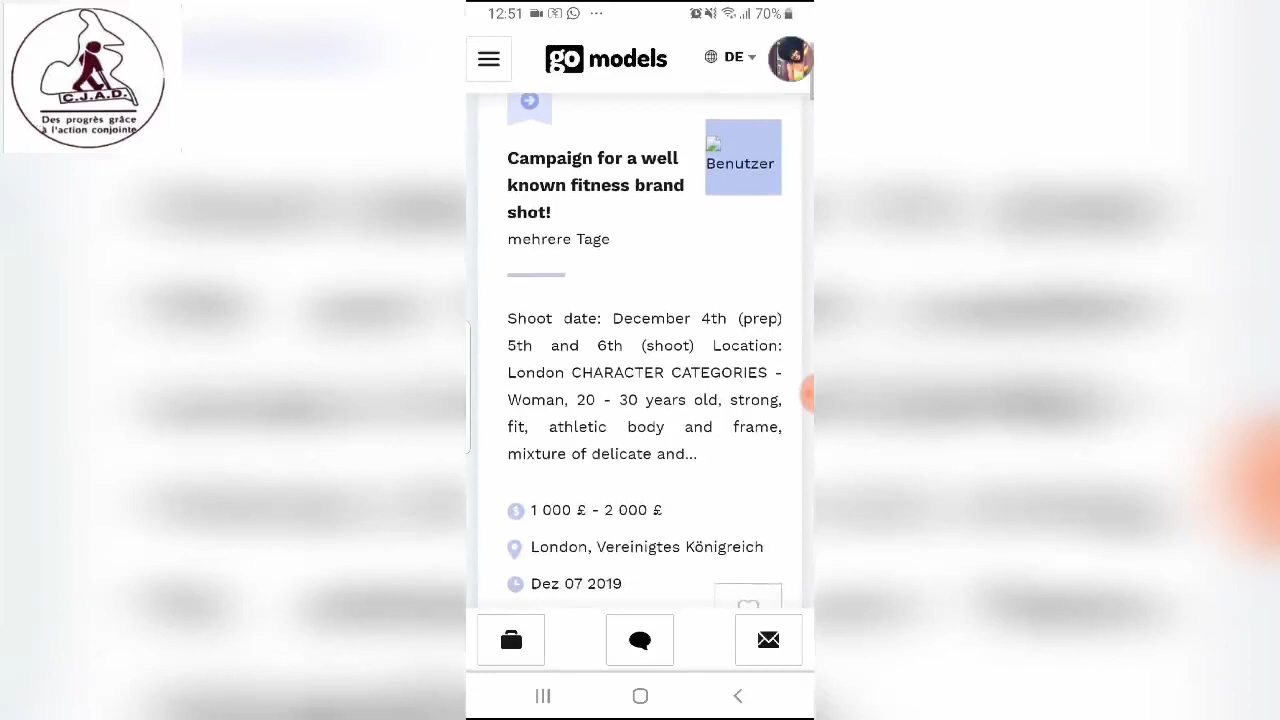 C.J.A.D.
Des progrès grâce
à l'action conjointe
12:51
70%
go models
DE
Campaign for a well
known fitness brand
shot!
mehrere Tage
Benutzer
Shoot date: December 4th (prep)
5th and 6th (shoot) Location:
London CHARACTER CATEGORIES -
Woman, 20 - 30 years old, strong,
fit, athletic body and frame,
mixture of delicate and...
1 000 £ - 2 000 £
London, Vereinigtes Königreich
Dez 07 2019